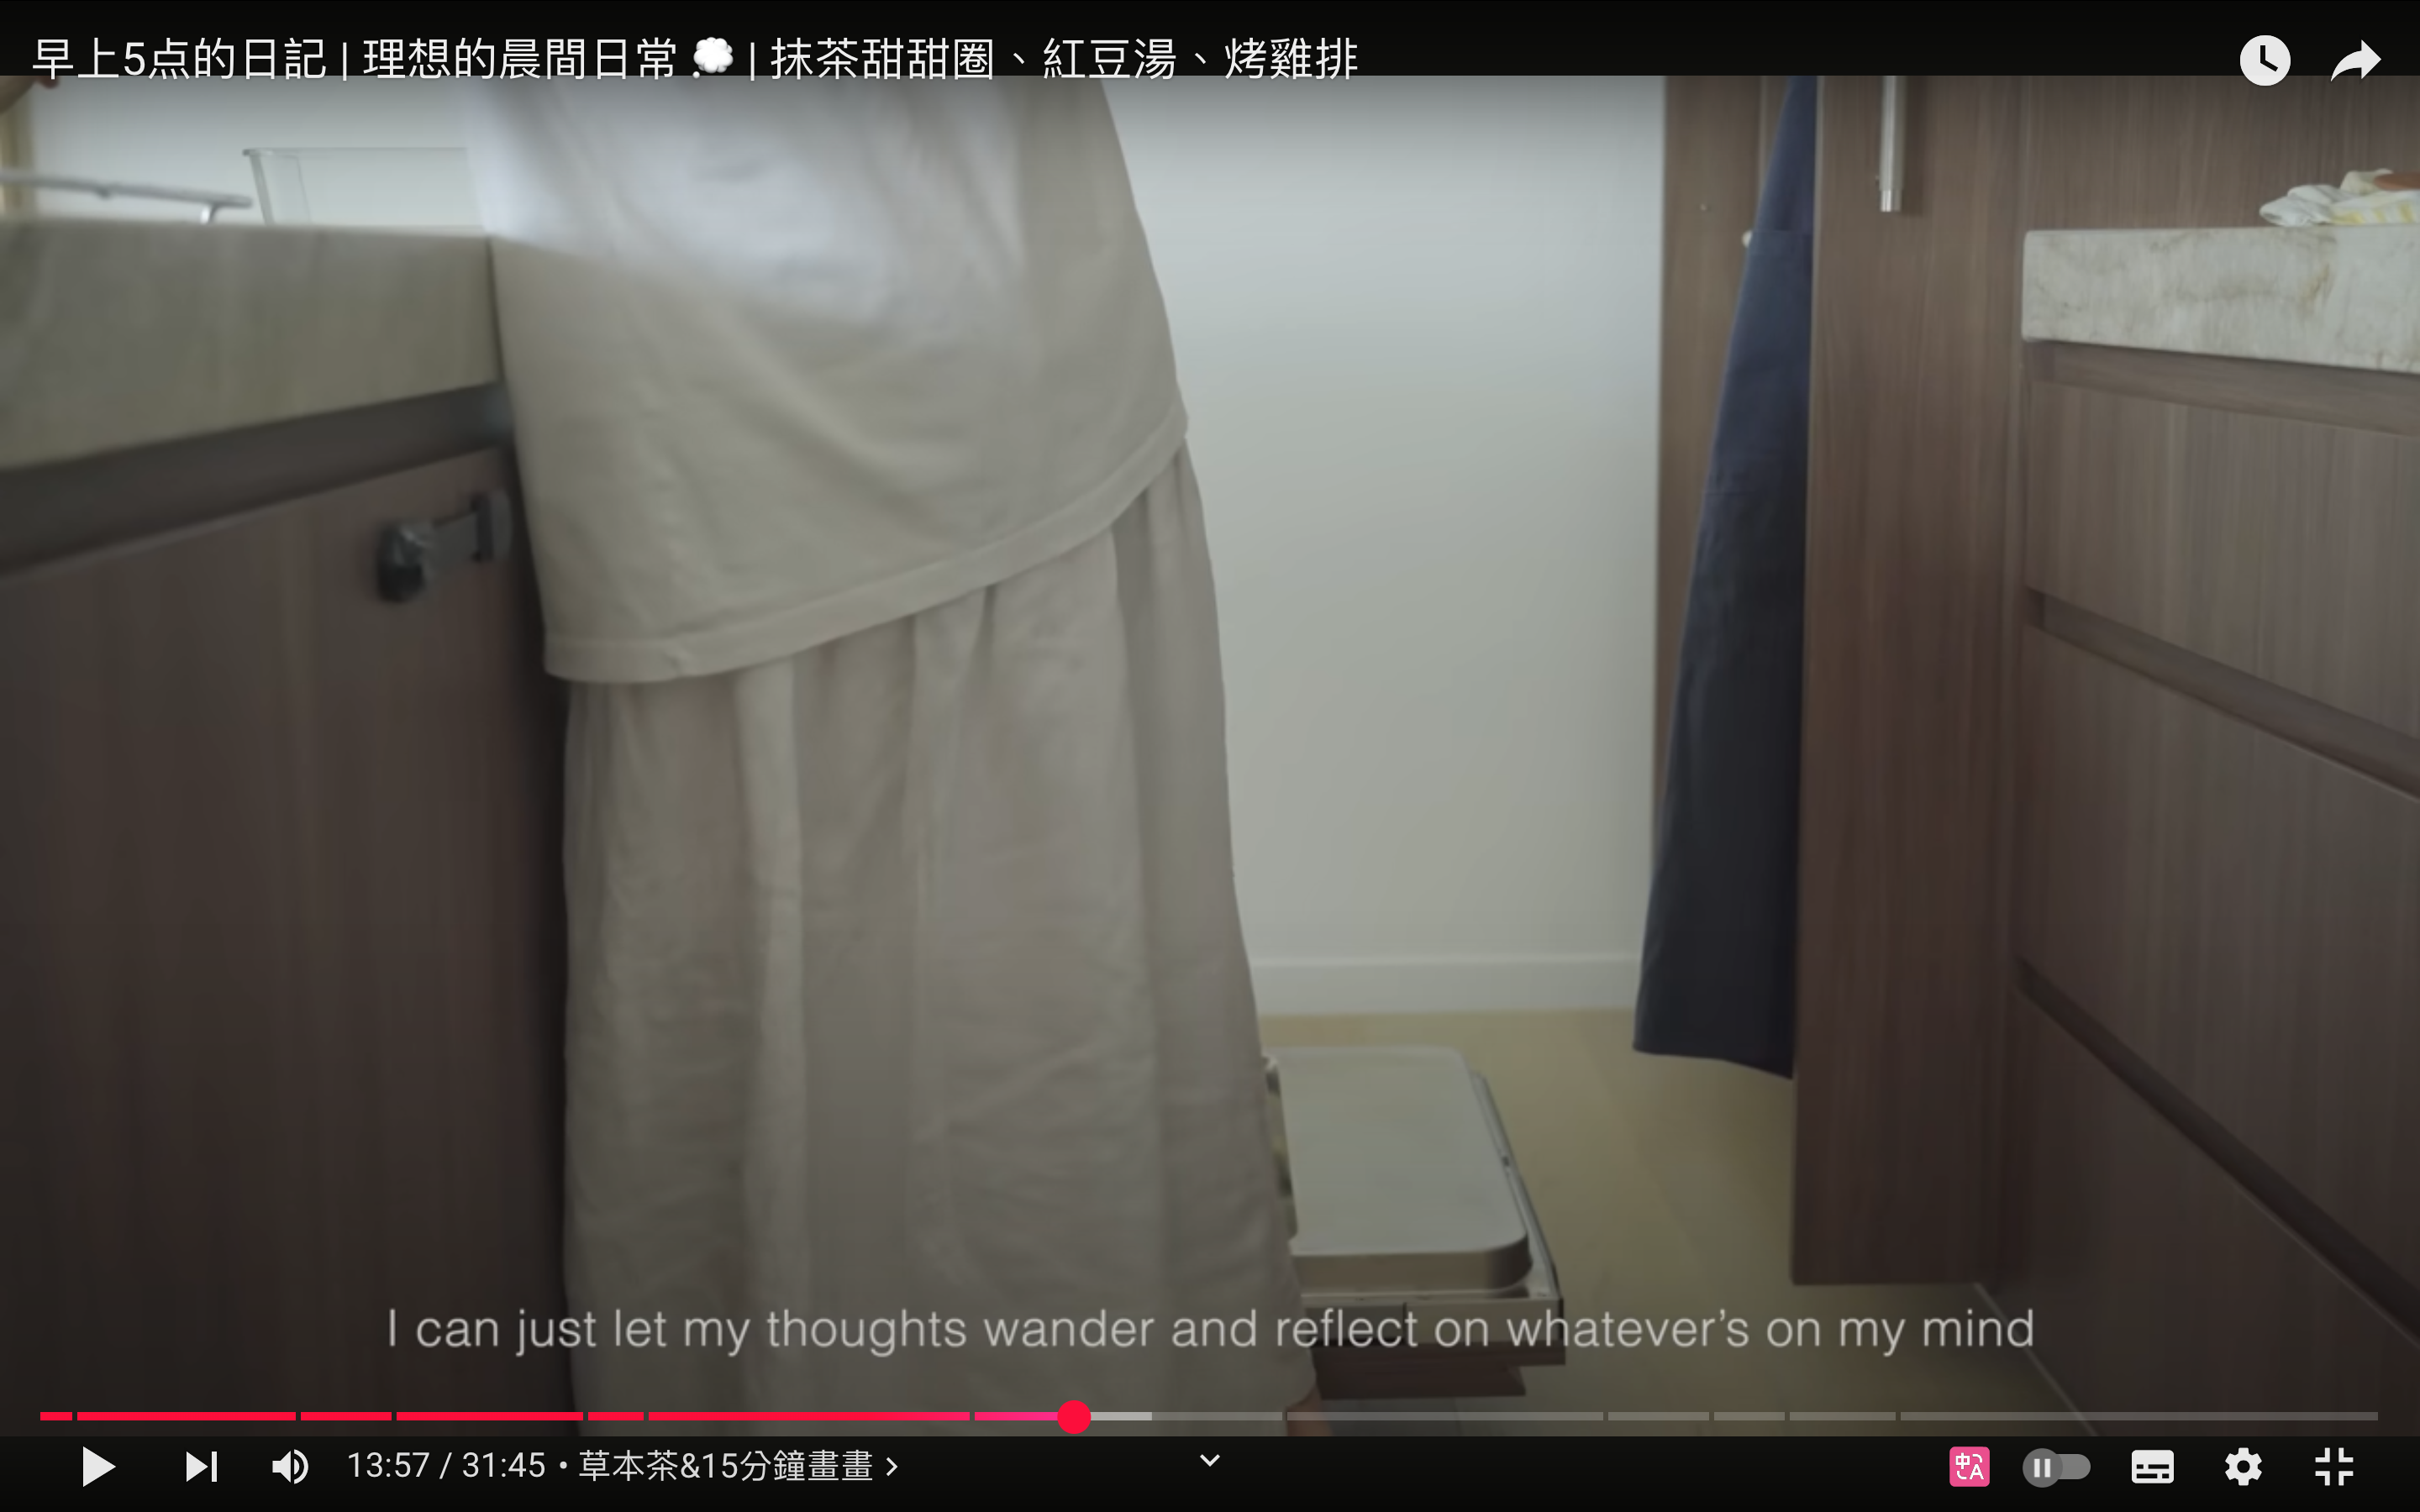 早上5点的日記 | 理想的晨間日常 💭 | 抹茶甜甜圈、紅豆湯、烤雞排
I can just let my thoughts wander and reflect on whatever’s on my mind
13:57 / 31:45 • 草本茶&15分鐘畫畫 >
中A